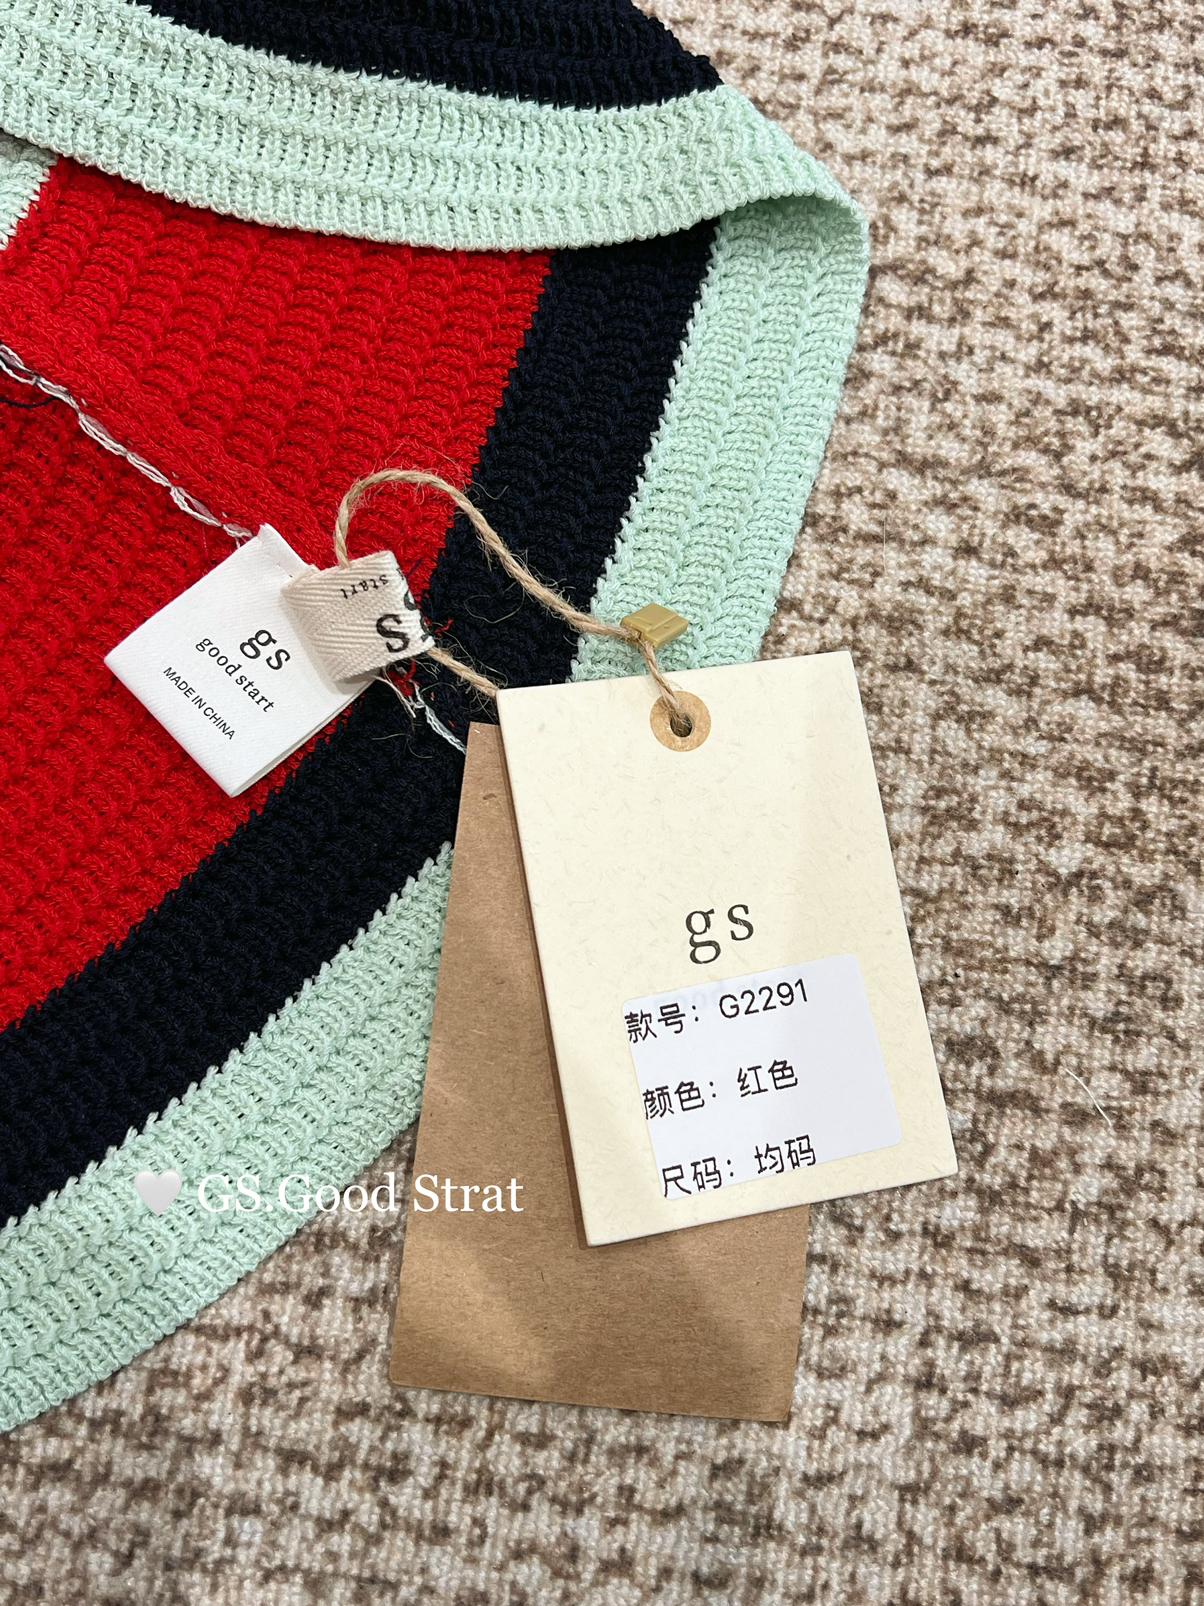 start
s
gs
good start
MADE IN CHINA
gs
款号：G2291
颜色：红色
尺码：均码
🤍 GS.Good Strat